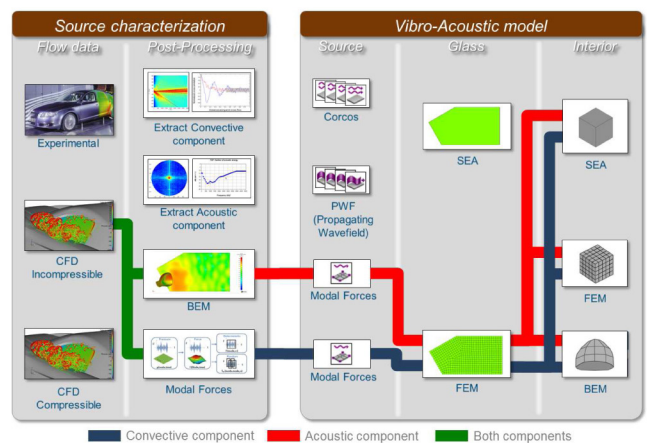 Source characterization
Vibro-Acoustic model
Flow data
Post-Processing
Source
Glass
Interior
Experimental
Extract Convective
component
Corcos
SEA
SEA
Extract Acoustic
component
PWF
(Propagating
Wavefield)
CFD
Incompressible
BEM
Modal Forces
FEM
CFD
Compressible
Modal Forces
Modal Forces
FEM
BEM
Convective component
Acoustic component
Both components